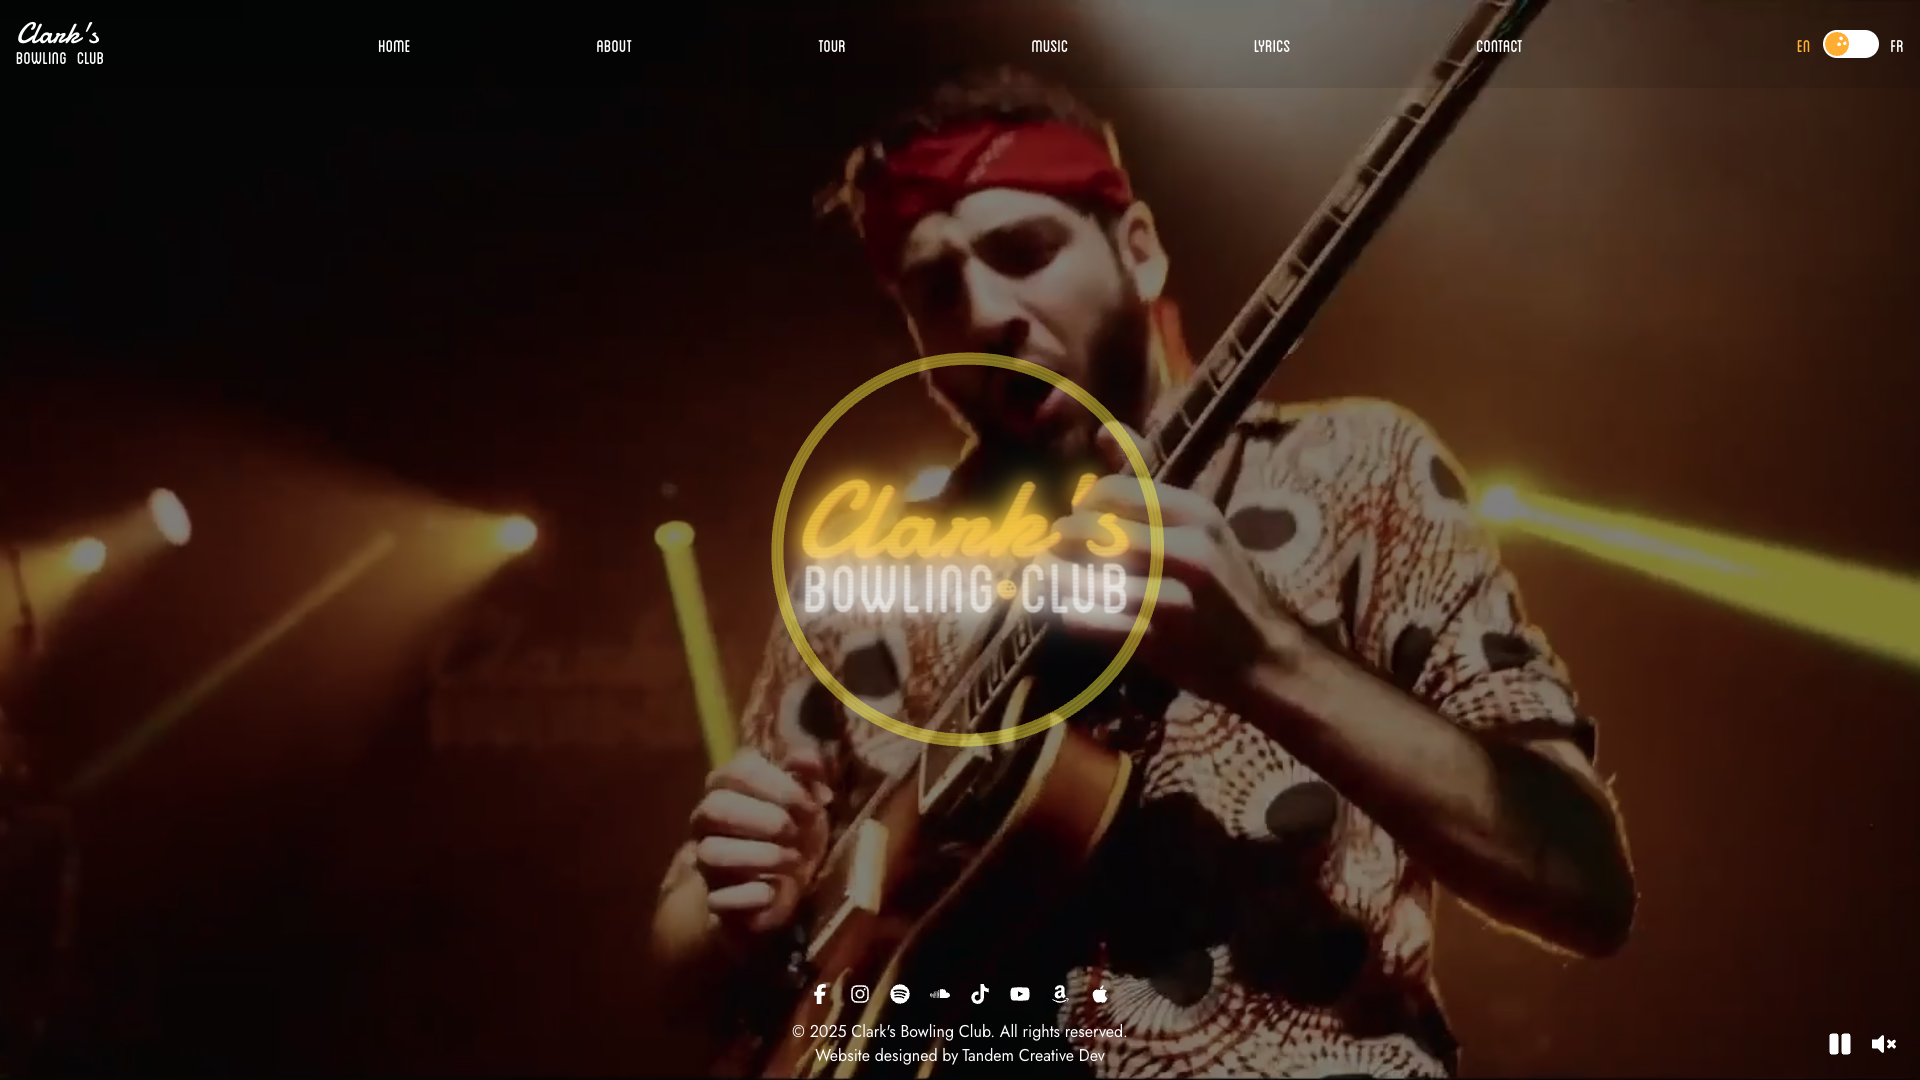 Clark's
BOWLING CLUB
HOME
ABOUT
TOUR
MUSIC
LYRICS
CONTACT
EN
FR
Clark's
BOWLING CLUB
© 2025 Clark's Bowling Club. All rights reserved.
Website designed by Tandem Creative Dev